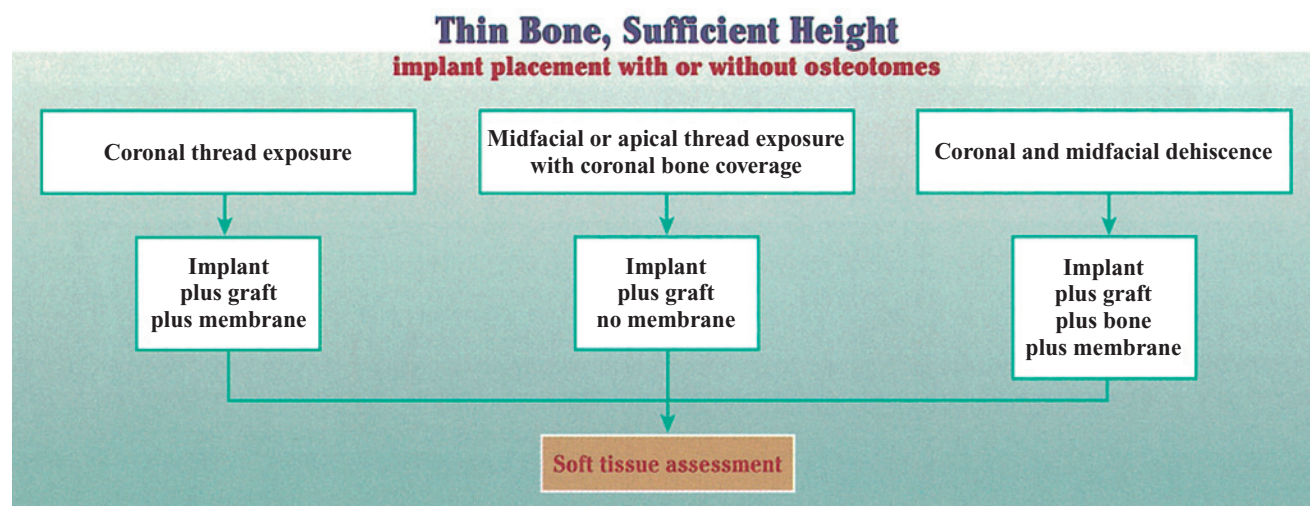 Thin Bone, Sufficient Height
implant placement with or without osteotomes
Coronal thread exposure
Midfacial or apical thread exposure
with coronal bone coverage
Coronal and midfacial dehiscence
Implant
plus graft
plus membrane
Implant
plus graft
no membrane
Implant
plus graft
plus bone
plus membrane
Soft tissue assessment